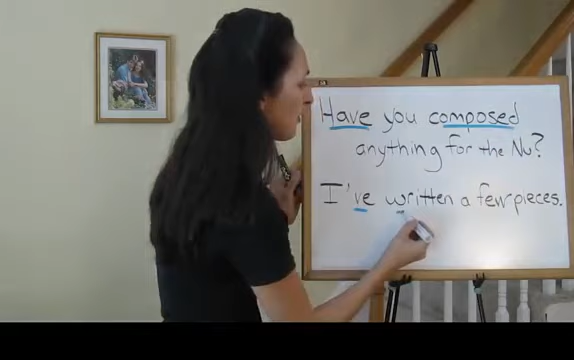 Have you composed
anything for the Nu?
I've written a few pieces.